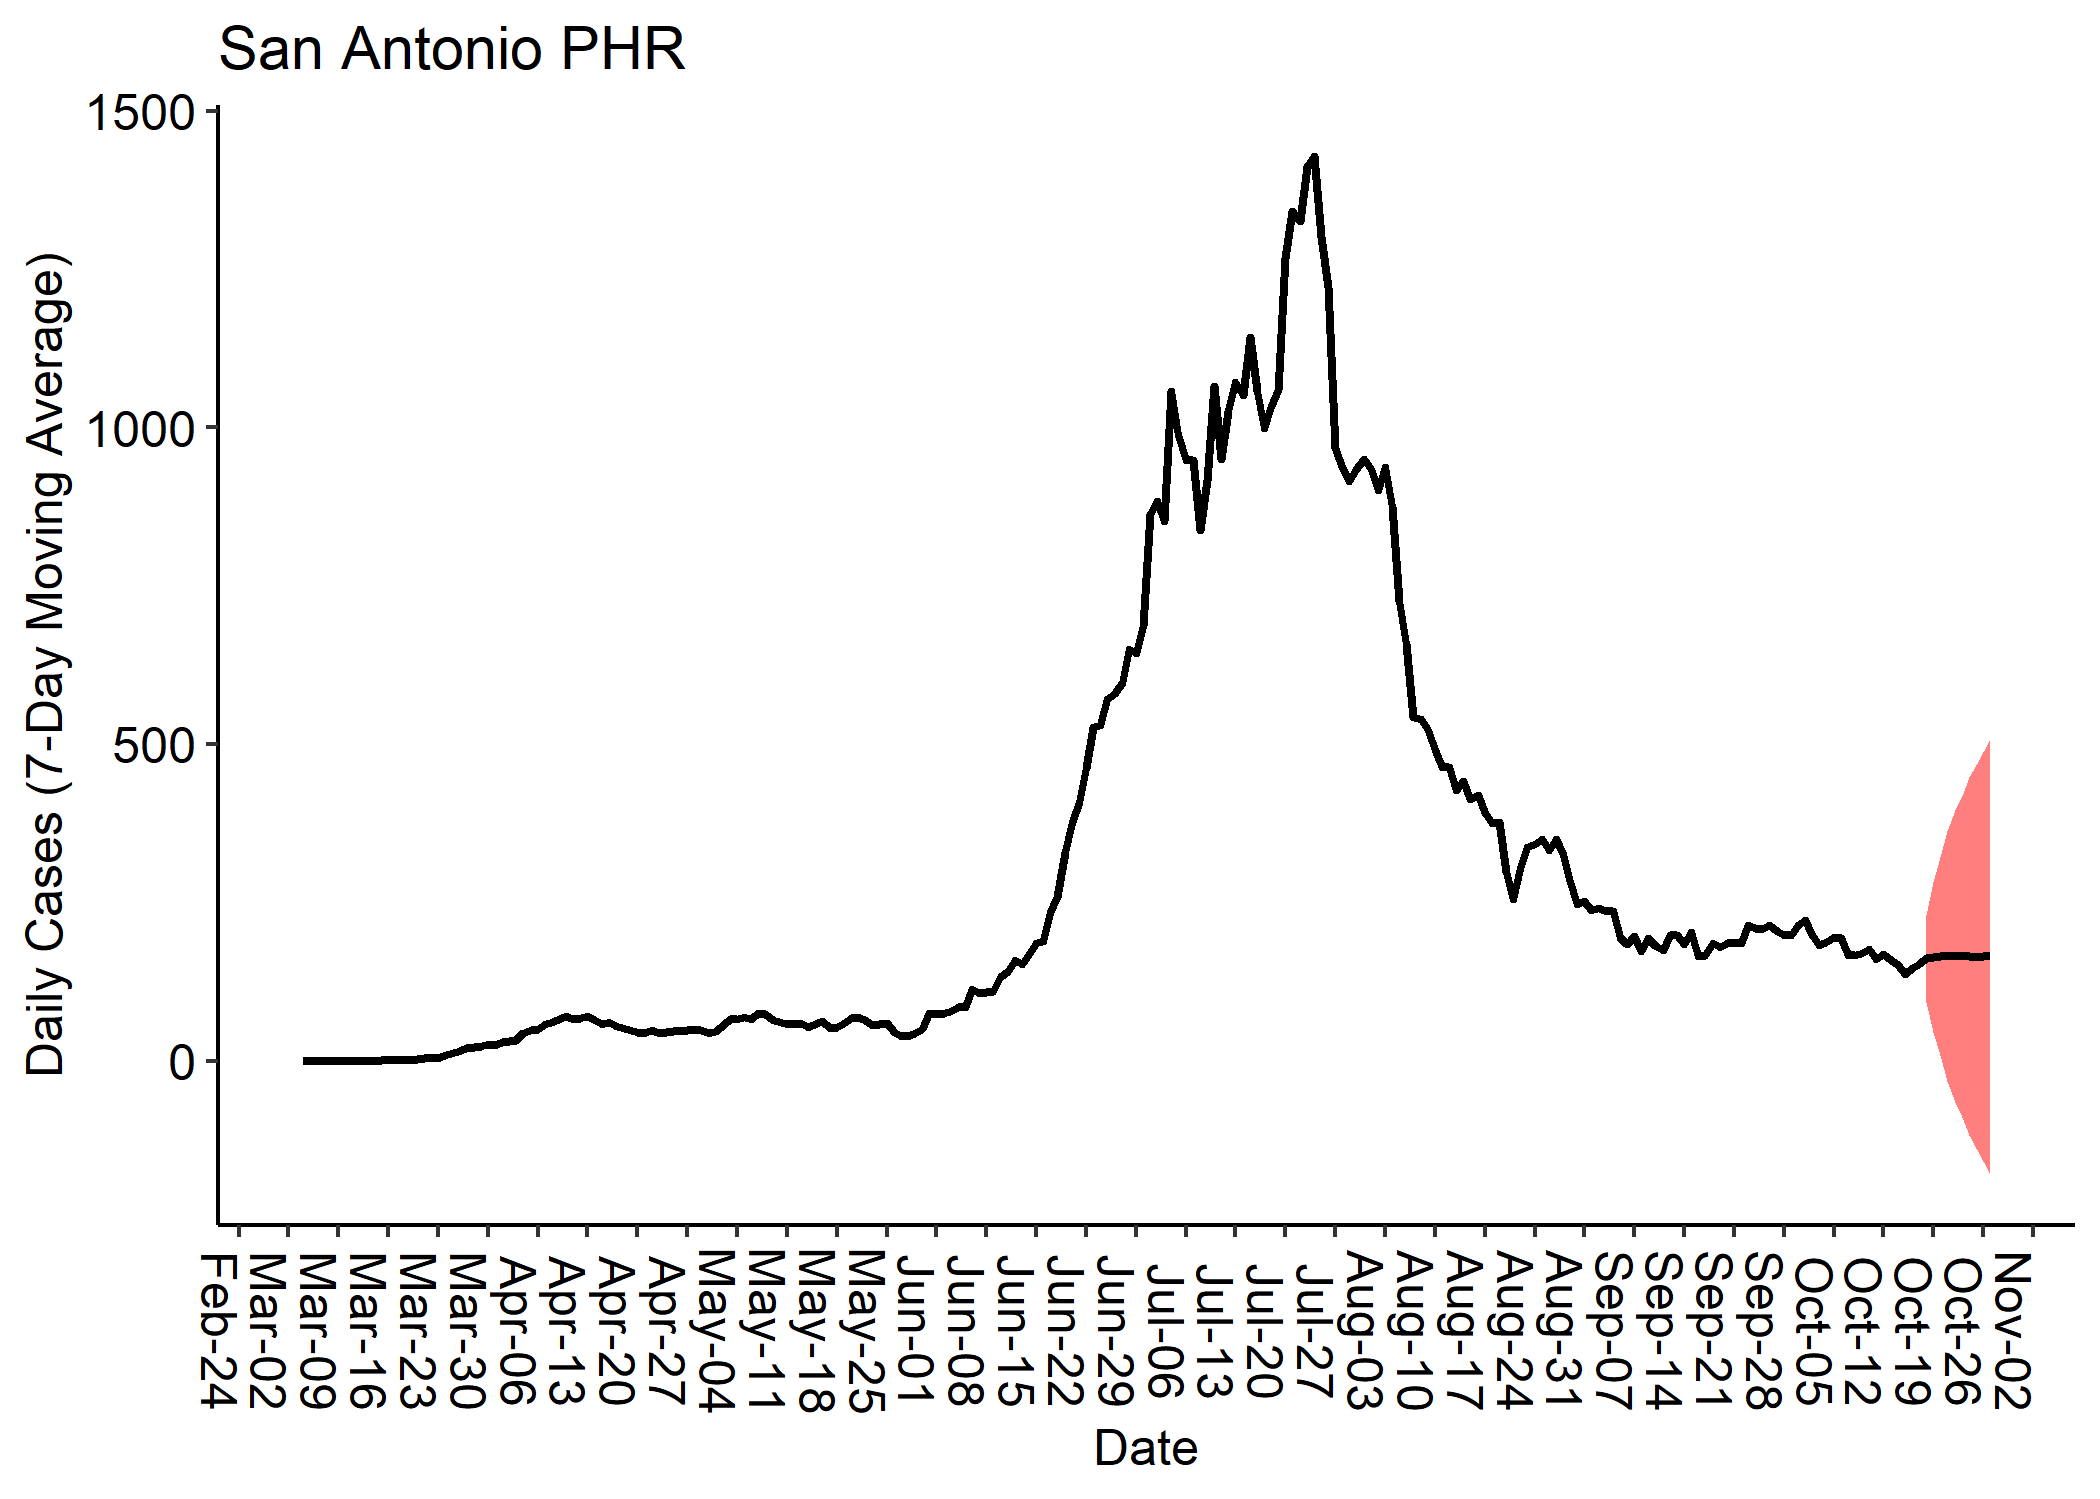 San Antonio PHR
1500
1000
500
0
Daily Cases (7-Day Moving Average)
Feb-24
Mar-02
Mar-09
Mar-16
Mar-23
Mar-30
Apr-06
Apr-13
Apr-20
Apr-27
May-04
May-11
May-18
May-25
Jun-01
Jun-08
Jun-15
Jun-22
Jun-29
Jul-06
Jul-13
Jul-20
Jul-27
Aug-03
Aug-10
Aug-17
Aug-24
Aug-31
Sep-07
Sep-14
Sep-21
Sep-28
Oct-05
Oct-12
Oct-19
Oct-26
Nov-02
Date